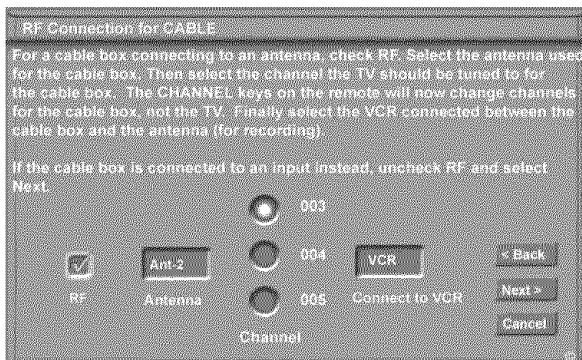 RF Connection for CABLE
For a cable box connecting to an antenna, check RF. Select the antenna used
for the cable box. Then select the channel the TV should be tuned to for
the cable box. The CHANNEL keys on the remote will now change channels
for the cable box, not the TV. Finally select the VCR connected between the
cable box and the antenna (for recording).
If the cable box is connected to an input instead, uncheck RF and select
Next.
003
004
005
Channel
RF
Ant-2
Antenna
VCR
Connect to VCR
< Back
Next >
Cancel